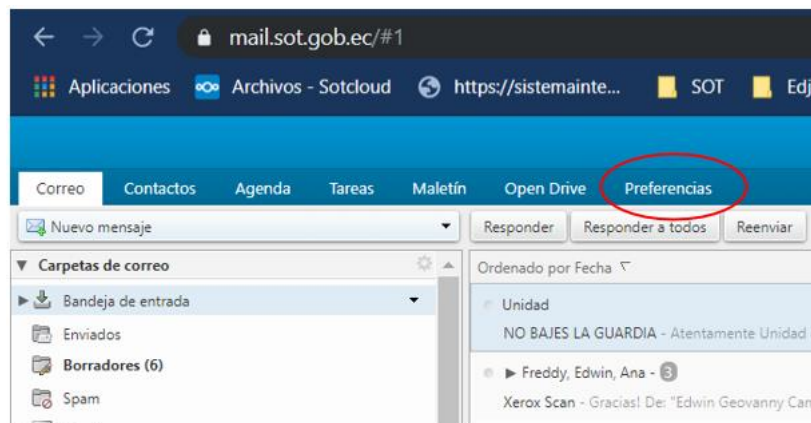 mail.sot.gob.ec/#1
Aplicaciones Archivos - Sotcloud https://sistemainte... SOT Edj
Correo Contactos Agenda Tareas Maletín Open Drive Preferencias
Nuevo mensaje Responder Responder a todos Reenviar
Carpetas de correo Ordenado por Fecha
Bandeja de entrada Unidad
Enviados NO BAJES LA GUARDIA - Atentamente Unidad
Borradores (6) Freddy, Edwin, Ana - 3
Spam Xerox Scan - Gracias! De: "Edwin Geovanny Can